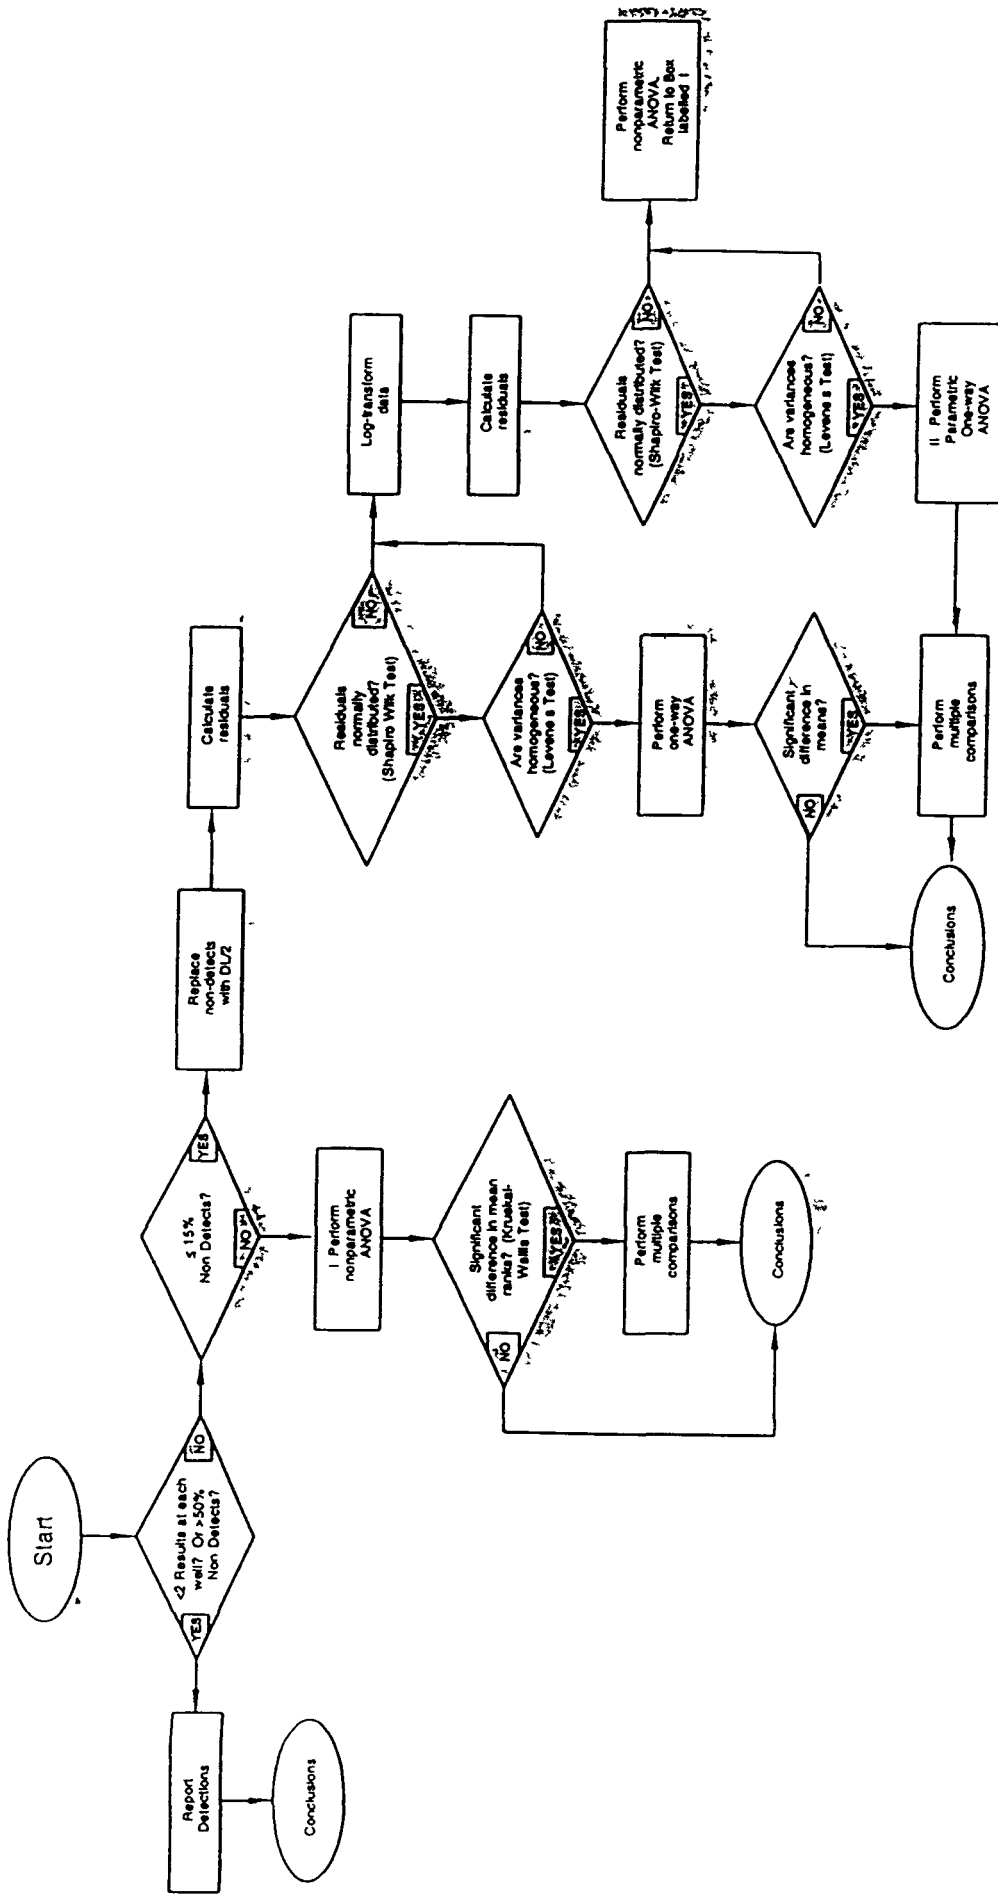 Start
<2 Results at each
well? Or >50%
Non Detects?
YES
NO
Report
Detections
Conclusions
≤ 15%
Non Detects?
YES
NO
I Perform
nonparametric
ANOVA
Significant
difference in mean
ranks? (Kruskal-
Wallis Test)
NO
YES
Perform
multiple
comparisons
Conclusions
Replace
non-detects
with DL/2
Calculate
residuals
Residuals
normally
distributed?
(Shapiro Wilk Test)
NO
YES
Are variances
homogeneous?
(Levene s Test)
NO
YES
Perform
one-way
ANOVA
Significant
difference in
means?
NO
YES
Perform
multiple
comparisons
Conclusions
Log-transform
data
Calculate
residuals
Residuals
normally distributed?
(Shapiro-Wilk Test)
NO
YES
Are variances
homogeneous?
(Levene s Test)
NO
YES
II Perform
Parametric
One-way
ANOVA
Perform
nonparametric
ANOVA.
Return to Box
labelled I